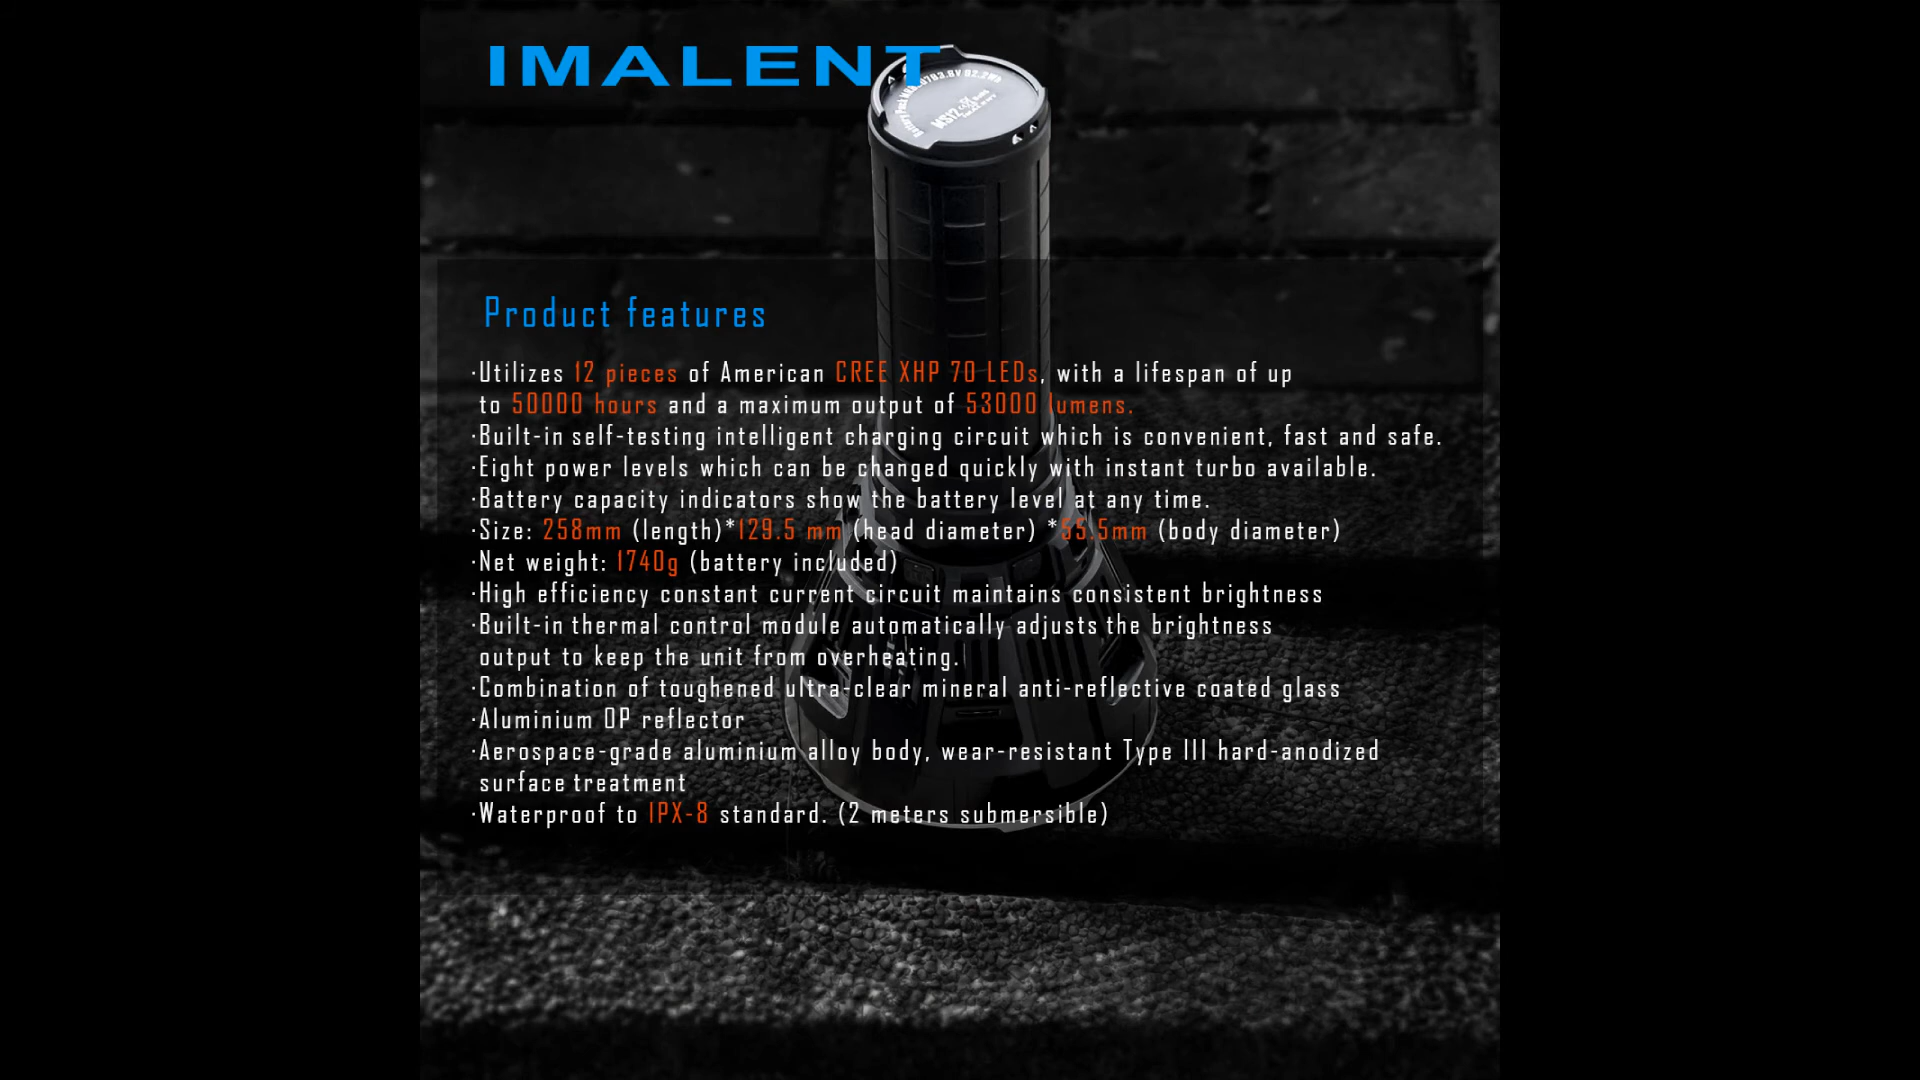 IMALENT
MS12
Product features
·Utilizes 12 pieces of American CREE XHP 70 LEDs, with a lifespan of up
to 50000 hours and a maximum output of 53000 lumens.
·Built-in self-testing intelligent charging circuit which is convenient, fast and safe.
·Eight power levels which can be changed quickly with instant turbo available.
·Battery capacity indicators show the battery level at any time.
·Size: 258mm (length)*129.5 mm (head diameter) *55.5mm (body diameter)
·Net weight: 1740g (battery included)
·High efficiency constant current circuit maintains consistent brightness
·Built-in thermal control module automatically adjusts the brightness
output to keep the unit from overheating.
·Combination of toughened ultra-clear mineral anti-reflective coated glass
·Aluminium OP reflector
·Aerospace-grade aluminium alloy body, wear-resistant Type III hard-anodized
surface treatment
·Waterproof to IPX-8 standard. (2 meters submersible)